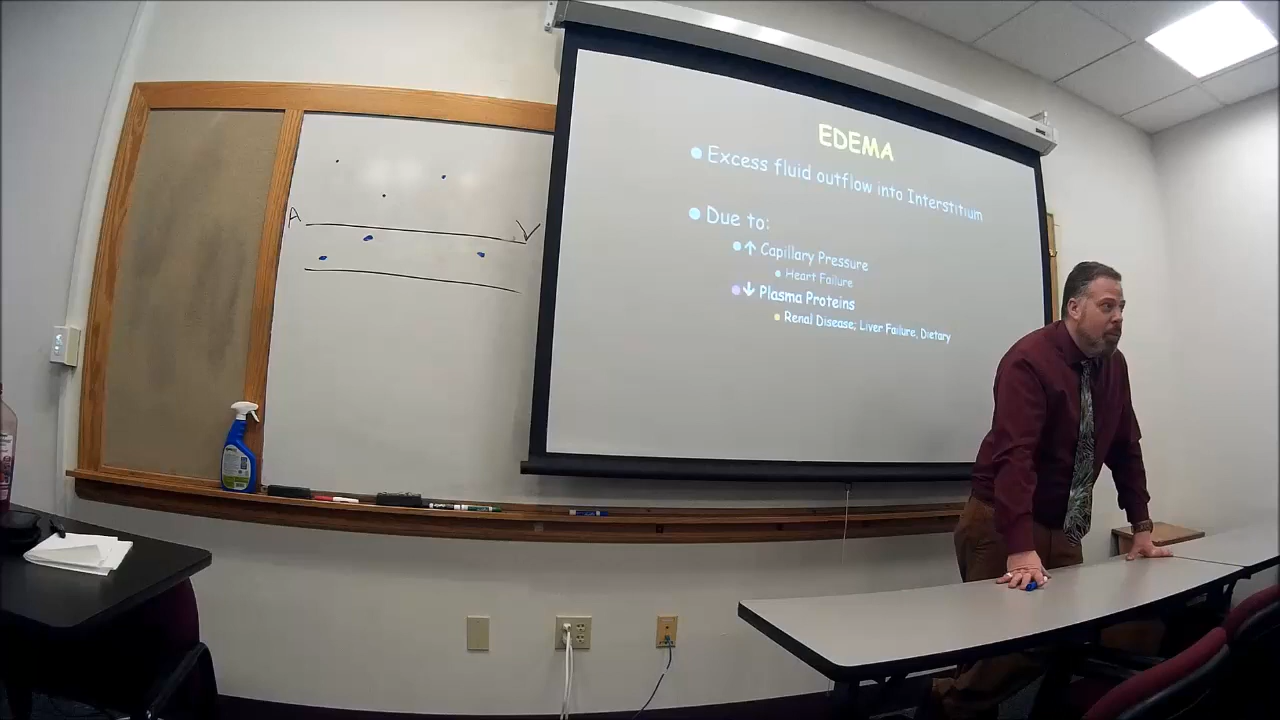 A
V
EDEMA
Excess fluid outflow into Interstitium
Due to:
↑ Capillary Pressure
Heart Failure
↓ Plasma Proteins
Renal Disease; Liver Failure, Dietary